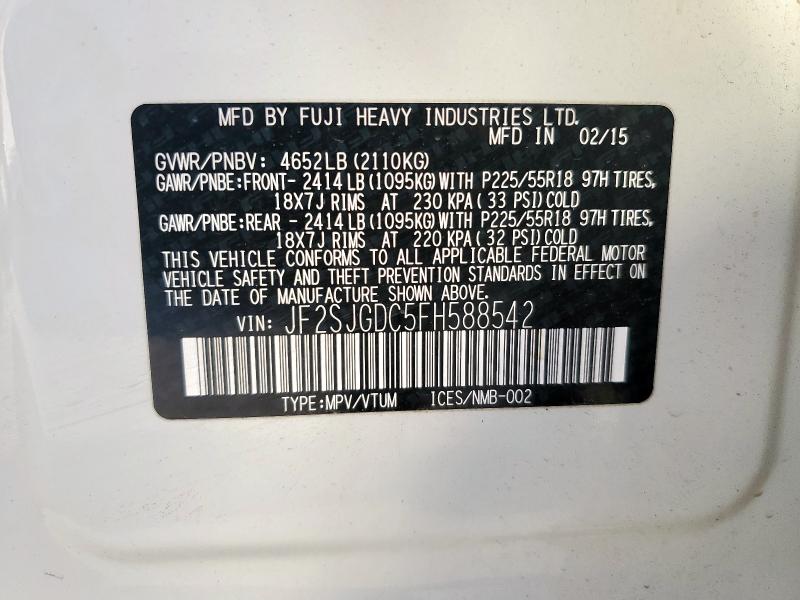 MFD BY FUJI HEAVY INDUSTRIES LTD.
MFD IN 02/15
GVWR/PNBV: 4652LB (2110KG)
GAWR/PNBE:FRONT- 2414LB (1095KG) WITH P225/55R18 97H TIRES,
18X7J RIMS AT 230 KPA( 33 PSI) COLD
GAWR/PNBE:REAR - 2414LB (1095KG) WITH P225/55R18 97H TIRES,
18X7J RIMS AT 220 KPA( 32 PSI) COLD
THIS VEHICLE CONFORMS TO ALL APPLICABLE FEDERAL MOTOR
VEHICLE SAFETY AND THEFT PREVENTION STANDARDS IN EFFECT ON
THE DATE OF MANUFACTURE SHOWN ABOVE.
VIN: JF2SJGDC5FH588542
TYPE:MPV/VTUM ICES/NMB-002